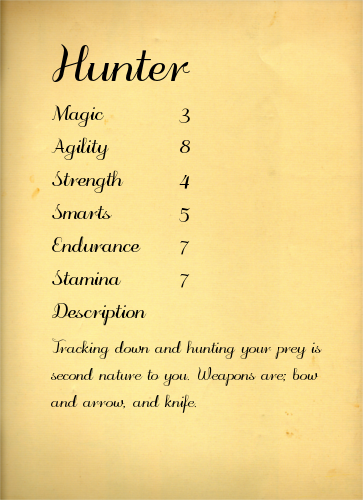 Hunter
Magic 3
Agility 8
Strength 4
Smarts 5
Endurance 7
Stamina 7
Description
Tracking down and hunting your prey is
second nature to you. Weapons are; bow
and arrow, and knife.